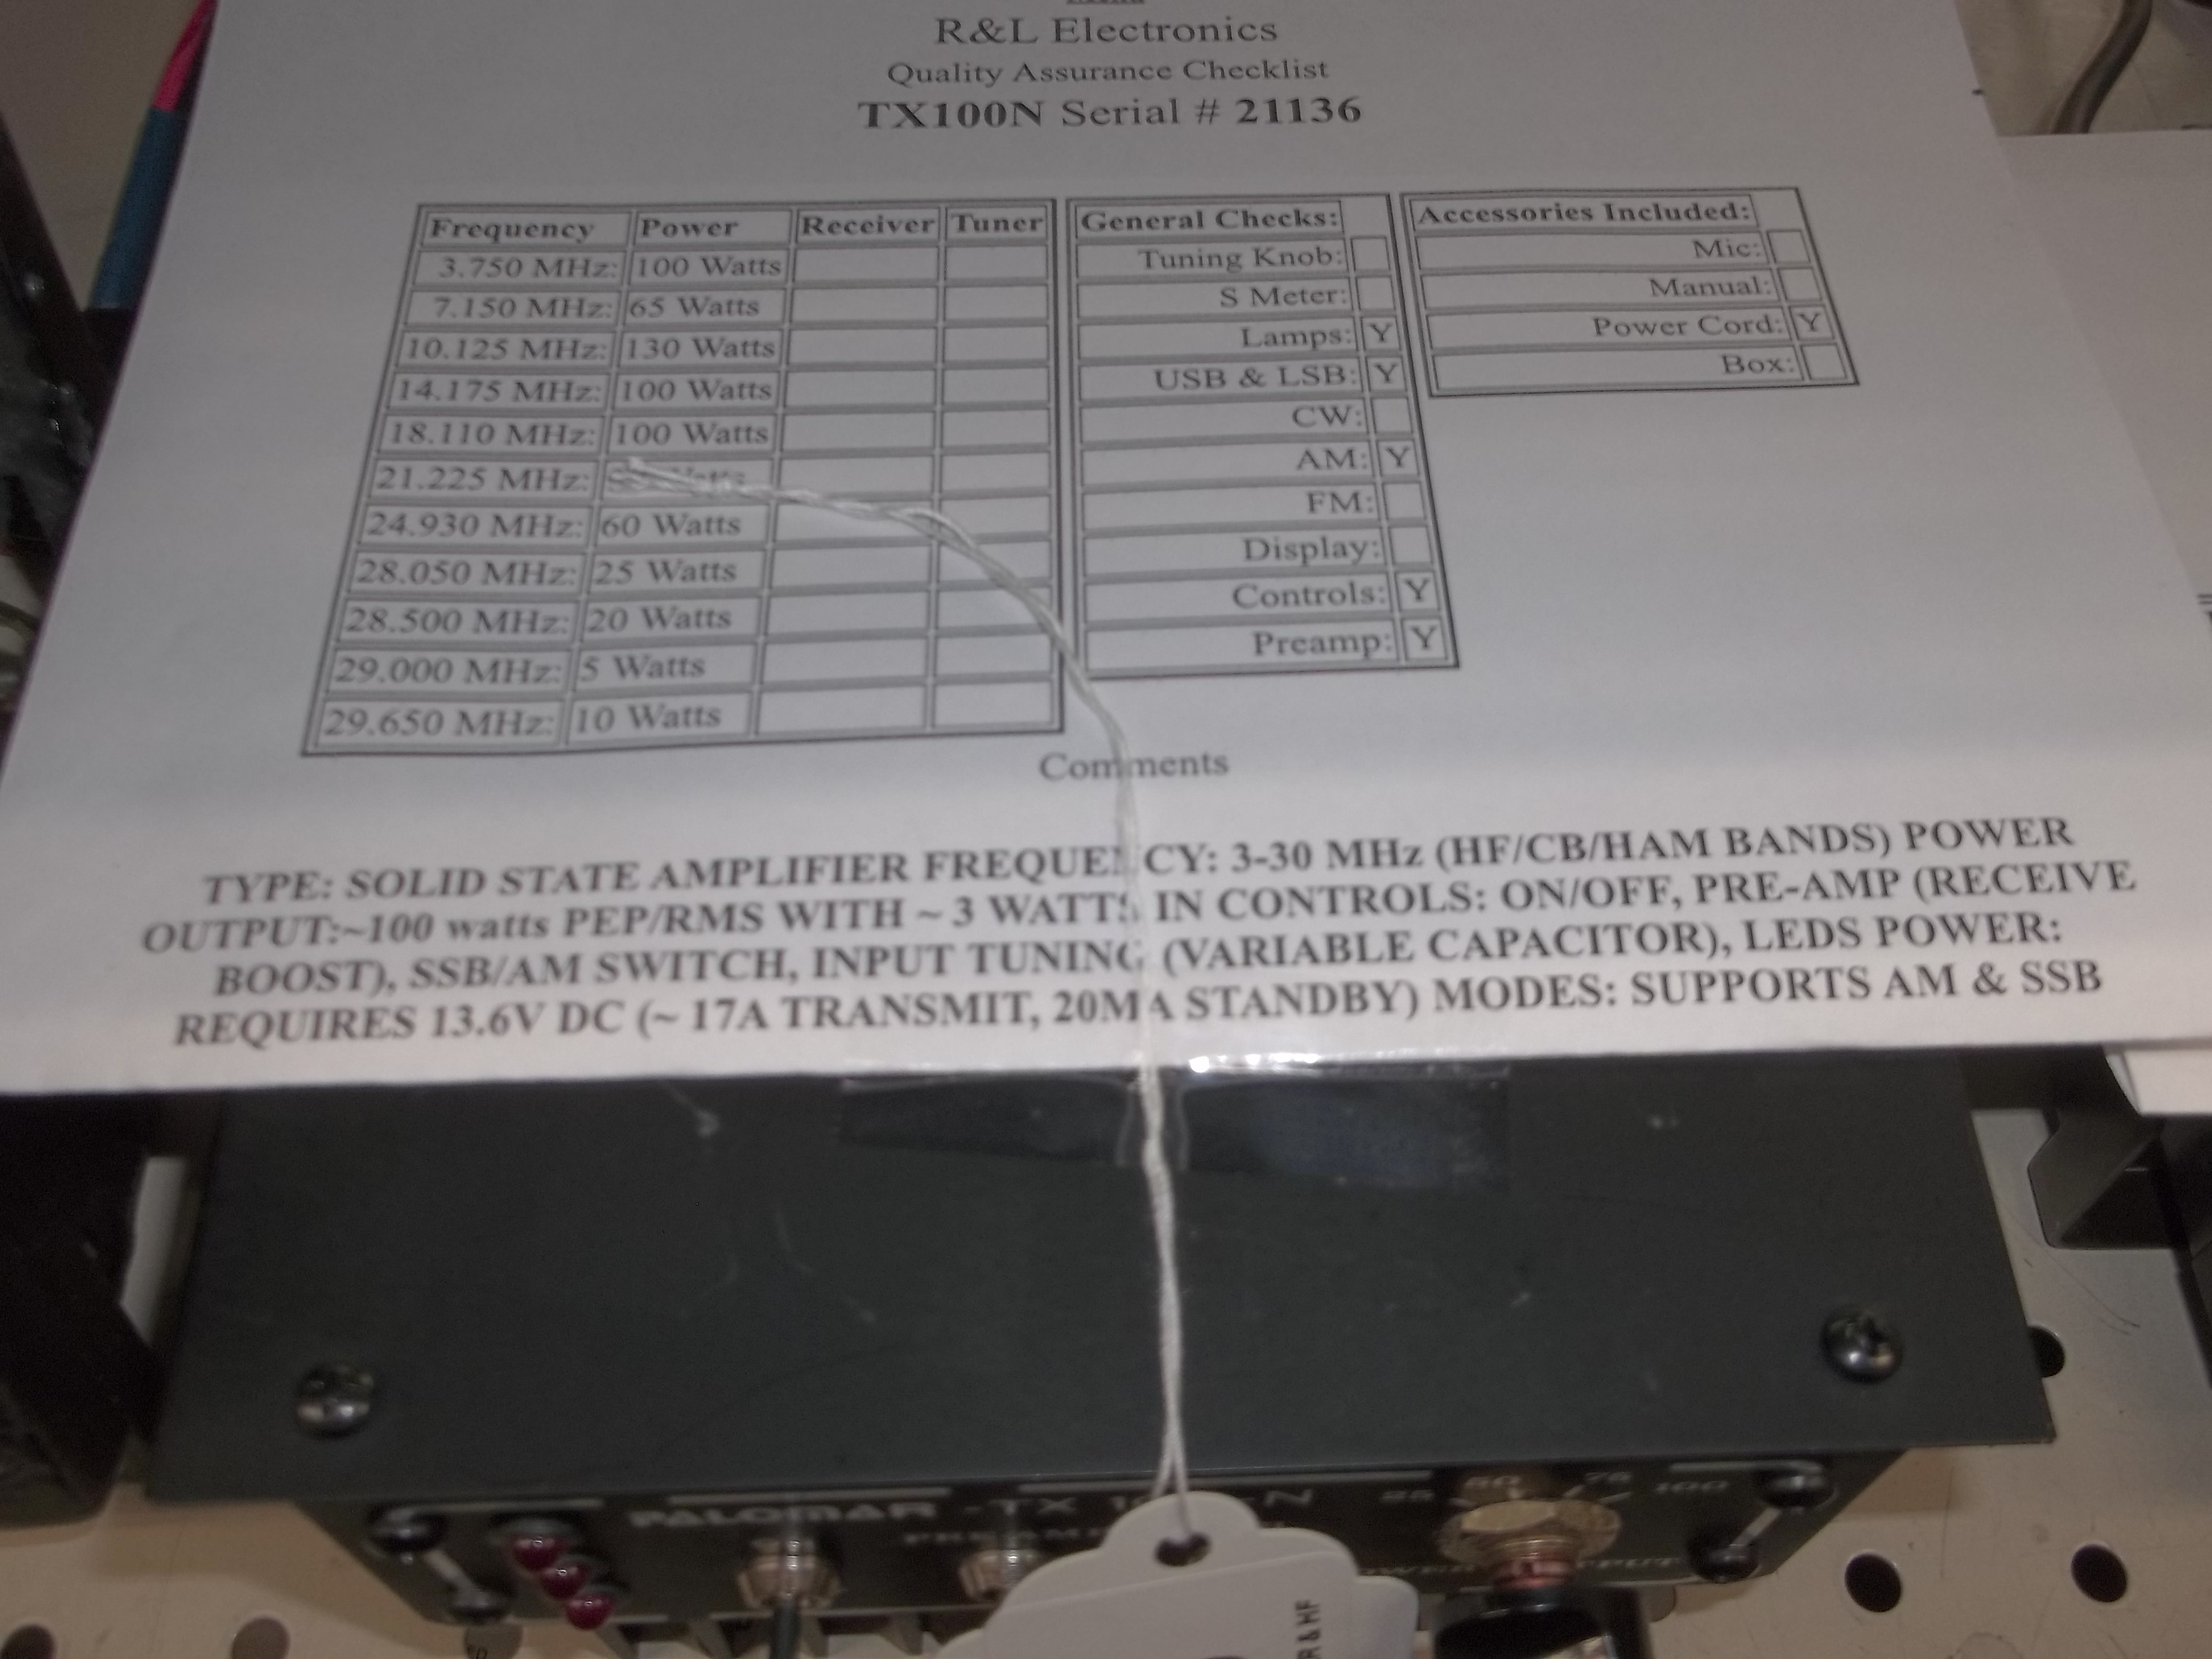 R&L Electronics
Quality Assurance Checklist
TX100N Serial # 21136
Frequency Power Receiver Tuner
3.750 MHz: 100 Watts
7.150 MHz: 65 Watts
10.125 MHz: 130 Watts
14.175 MHz: 100 Watts
18.110 MHz: 100 Watts
21.225 MHz: Watts
24.930 MHz: 60 Watts
28.050 MHz: 25 Watts
28.500 MHz: 20 Watts
29.000 MHz: 5 Watts
29.650 MHz: 10 Watts
General Checks:
Tuning Knob:
S Meter:
Lamps: Y
USB & LSB: Y
CW:
AM: Y
FM:
Display:
Controls: Y
Preamp: Y
Accessories Included:
Mic:
Manual:
Power Cord: Y
Box:
Comments
TYPE: SOLID STATE AMPLIFIER FREQUENCY: 3-30 MHz (HF/CB/HAM BANDS) POWER
OUTPUT:~100 watts PEP/RMS WITH ~ 3 WATTS IN CONTROLS: ON/OFF, PRE-AMP (RECEIVE
BOOST), SSB/AM SWITCH, INPUT TUNING (VARIABLE CAPACITOR), LEDS POWER:
REQUIRES 13.6V DC (~ 17A TRANSMIT, 20MA STANDBY) MODES: SUPPORTS AM & SSB
PALOMAR - TX N
25 50 75 100
R & HF